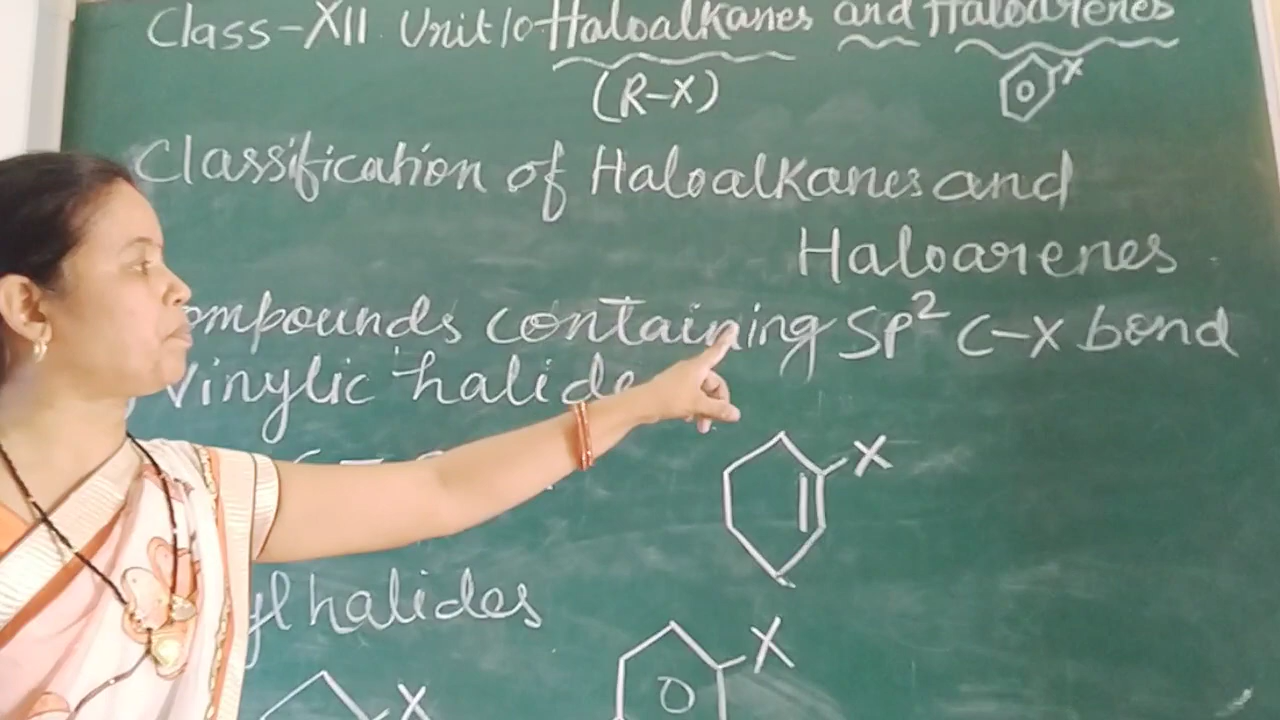 Class-XII Unit 10 Haloalkanes and Haloarenes
(R-X)
X
Classification of Haloalkanes and
Haloarenes
ompounds containing SP² C-X bond
Vinylic halide
X
yl halides
X
X